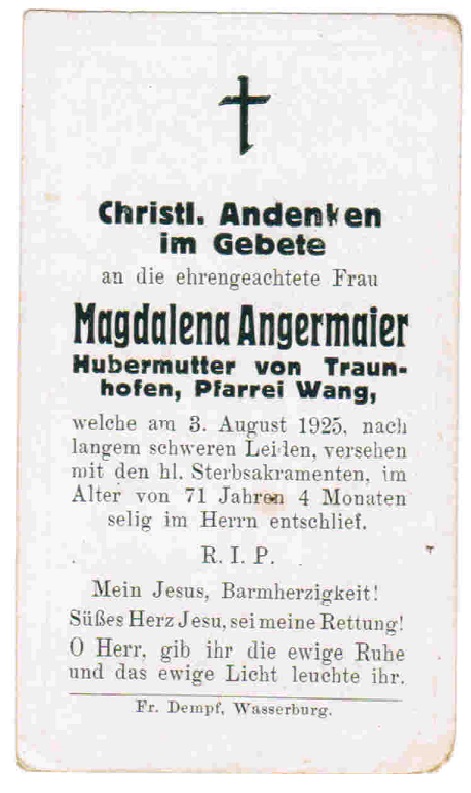 Christl. Andenken
im Gebete
an die ehrengeachtete Frau
Magdalena Angermaier
Hubermutter von Traun-
hofen, Pfarrei Wang,
welche am 3. August 1925, nach
langem schweren Leiden, versehen
mit den hl. Sterbsakramenten, im
Alter von 71 Jahren 4 Monaten
selig im Herrn entschlief.
R. I. P.
Mein Jesus, Barmherzigkeit!
Süßes Herz Jesu, sei meine Rettung!
O Herr, gib ihr die ewige Ruhe
und das ewige Licht leuchte ihr.
Fr. Dempf, Wasserburg.